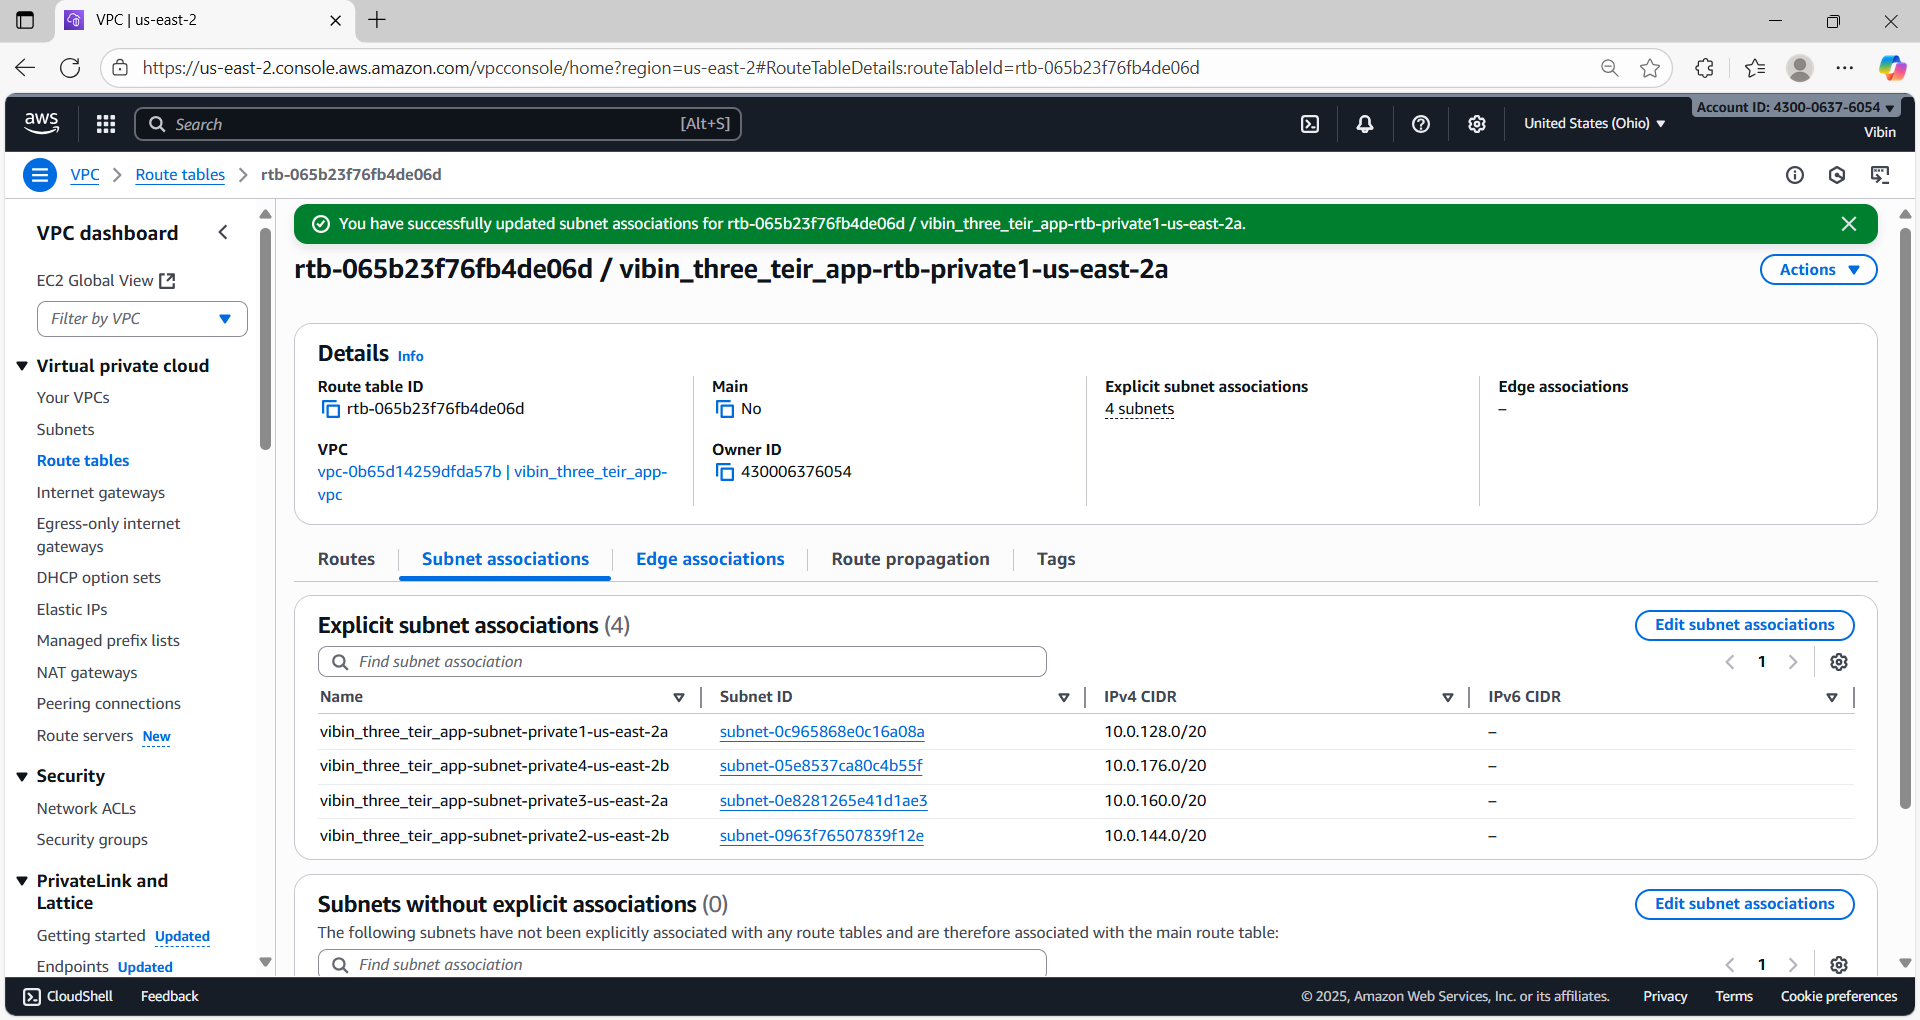 VPC | us-east-2
https://us-east-2.console.aws.amazon.com/vpcconsole/home?region=us-east-2#RouteTableDetails:routeTableId=rtb-065b23f76fb4de06d
aws
Search [Alt+S]
United States (Ohio)
Account ID: 4300-0637-6054
Vibin
VPC
Route tables
rtb-065b23f76fb4de06d
VPC dashboard
EC2 Global View
Filter by VPC
Virtual private cloud
Your VPCs
Subnets
Route tables
Internet gateways
Egress-only internet
gateways
DHCP option sets
Elastic IPs
Managed prefix lists
NAT gateways
Peering connections
Route servers New
Security
Network ACLs
Security groups
PrivateLink and
Lattice
Getting started Updated
Endpoints Updated
You have successfully updated subnet associations for rtb-065b23f76fb4de06d / vibin_three_teir_app-rtb-private1-us-east-2a.
rtb-065b23f76fb4de06d / vibin_three_teir_app-rtb-private1-us-east-2a
Actions
Details Info
Route table ID
rtb-065b23f76fb4de06d
Main
No
Explicit subnet associations
4 subnets
Edge associations
–
VPC
vpc-0b65d14259dfda57b | vibin_three_teir_app-
vpc
Owner ID
430006376054
Routes
Subnet associations
Edge associations
Route propagation
Tags
Explicit subnet associations (4)
Edit subnet associations
Find subnet association
1
Name Subnet ID IPv4 CIDR IPv6 CIDR
vibin_three_teir_app-subnet-private1-us-east-2a subnet-0c965868e0c16a08a 10.0.128.0/20 –
vibin_three_teir_app-subnet-private4-us-east-2b subnet-05e8537ca80c4b55f 10.0.176.0/20 –
vibin_three_teir_app-subnet-private3-us-east-2a subnet-0e8281265e41d1ae3 10.0.160.0/20 –
vibin_three_teir_app-subnet-private2-us-east-2b subnet-0963f76507839f12e 10.0.144.0/20 –
Subnets without explicit associations (0)
Edit subnet associations
The following subnets have not been explicitly associated with any route tables and are therefore associated with the main route table:
Find subnet association
1
CloudShell
Feedback
© 2025, Amazon Web Services, Inc. or its affiliates.
Privacy
Terms
Cookie preferences